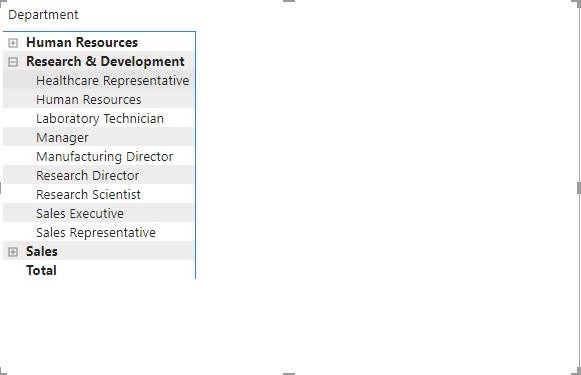 Department
Human Resources
Research & Development
Healthcare Representative
Human Resources
Laboratory Technician
Manager
Manufacturing Director
Research Director
Research Scientist
Sales Executive
Sales Representative
Sales
Total